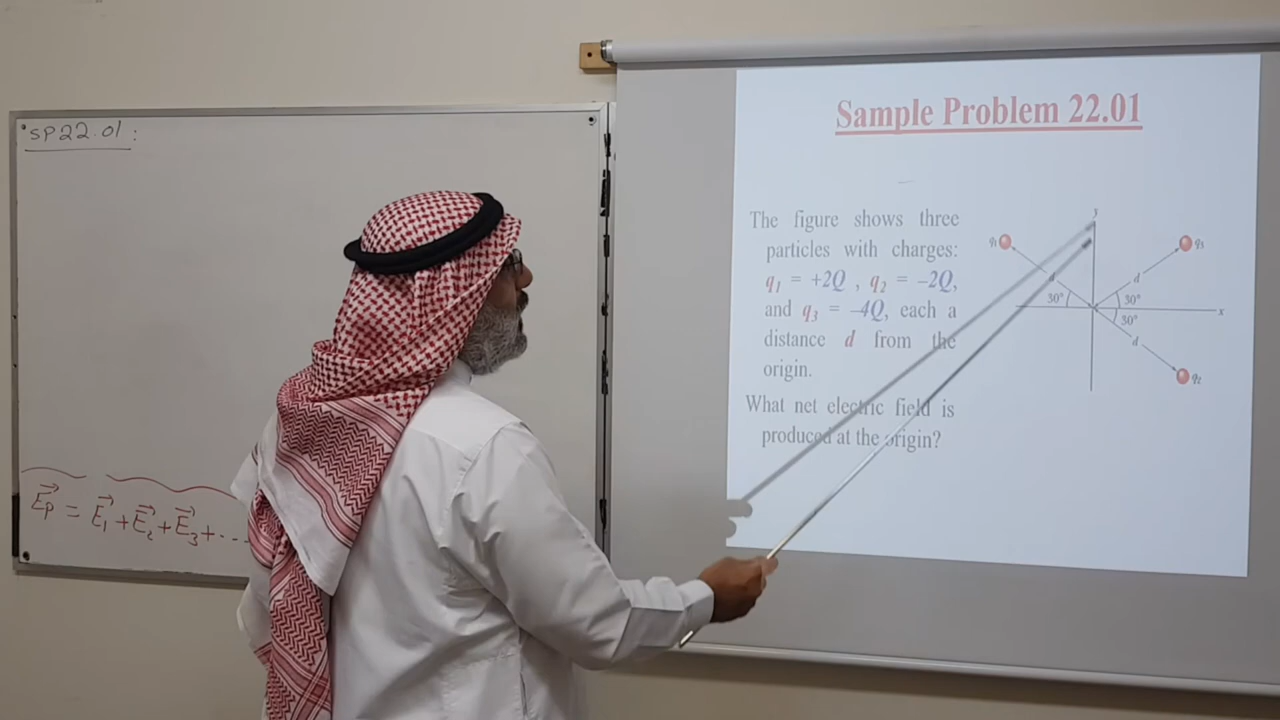 SP22.01:
E⃗p = E⃗1 + E⃗2 + E⃗3 + ...
Sample Problem 22.01
The figure shows three
particles with charges:
q1 = +2Q , q2 = –2Q,
and q3 = –4Q, each a
distance d from the
origin.
What net electric field is
produced at the origin?
y
q1
q3
d
d
30°
30°
x
30°
d
q2